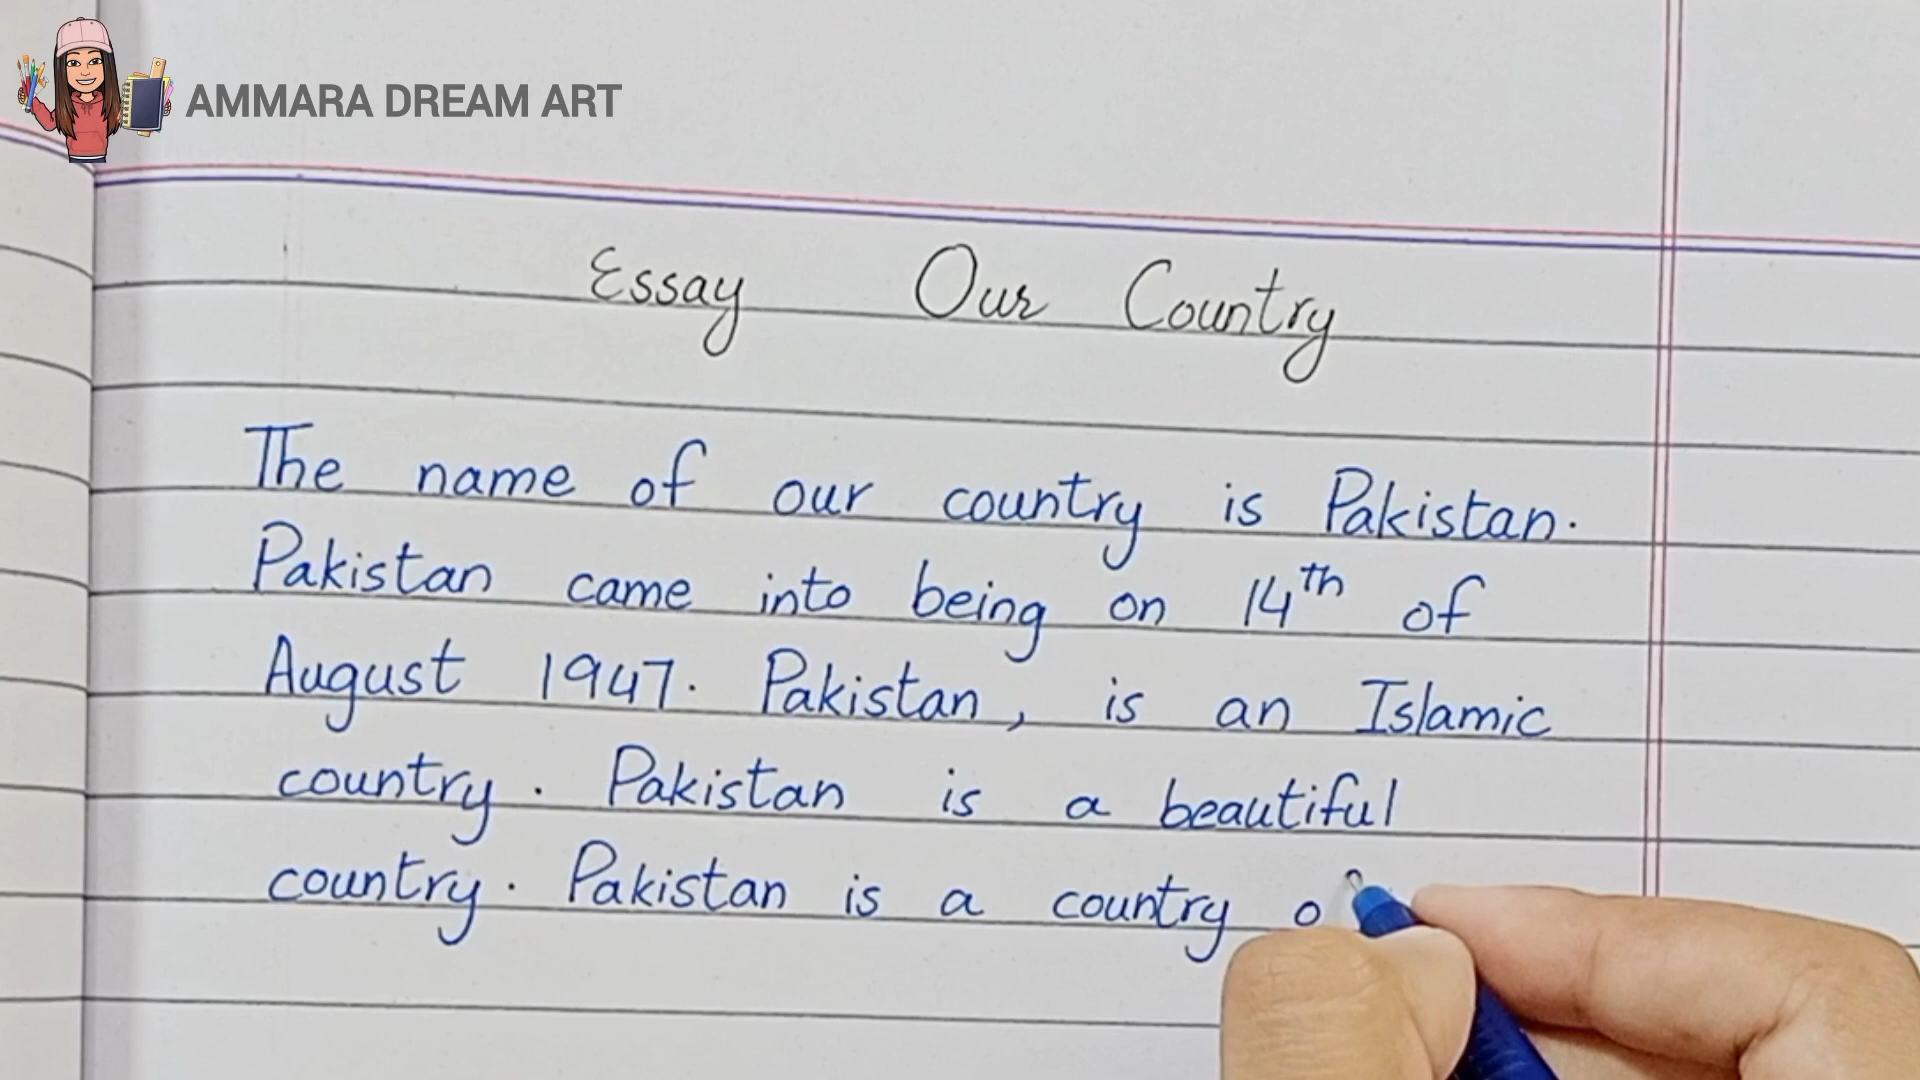 AMMARA DREAM ART
Essay Our Country
The name of our country is Pakistan.
Pakistan came into being on 14th of
August 1947. Pakistan, is an Islamic
country. Pakistan is a beautiful
country. Pakistan is a country o